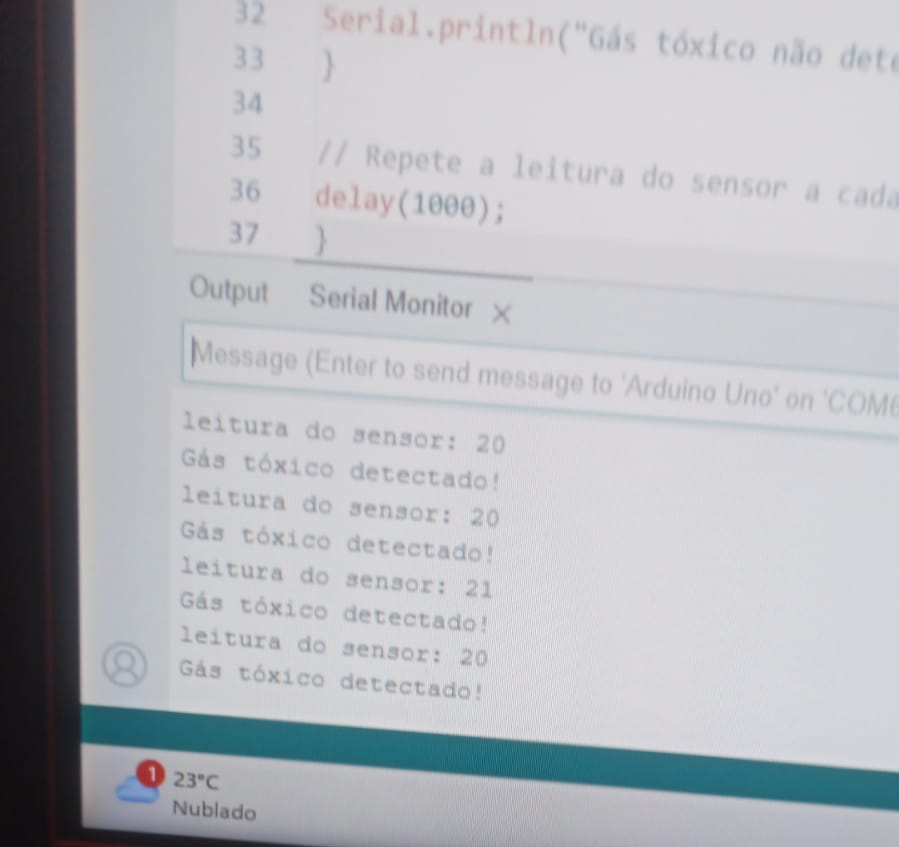 32 Serial.println("Gás tóxico não dete
33 }
34
35 // Repete a leitura do sensor a cada
36 delay(1000);
37 }
Output Serial Monitor
Message (Enter to send message to 'Arduino Uno' on 'COM6
leitura do sensor: 20
Gás tóxico detectado!
leitura do sensor: 20
Gás tóxico detectado!
leitura do sensor: 21
Gás tóxico detectado!
leitura do sensor: 20
Gás tóxico detectado!
1
23°C
Nublado